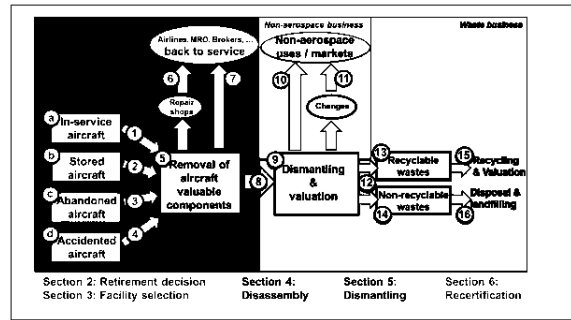 Non-aerospace business
Waste business
Airlines, MRO, Brokers, ...
back to service
Non-aerospace
uses / markets
6
7
10
11
Repair
shops
Changes
a
In-service
aircraft
1
b
Stored
aircraft
2
c
Abandoned
aircraft
3
d
Accidented
aircraft
4
5
Removal of
aircraft
valuable
components
8
9
Dismantling
&
valuation
12
13
Recyclable
wastes
15
Recycling
& Valuation
14
Non-recyclable
wastes
16
Disposal &
landfilling
Section 2: Retirement decision
Section 3: Facility selection
Section 4:
Disassembly
Section 5:
Dismantling
Section 6:
Recertification